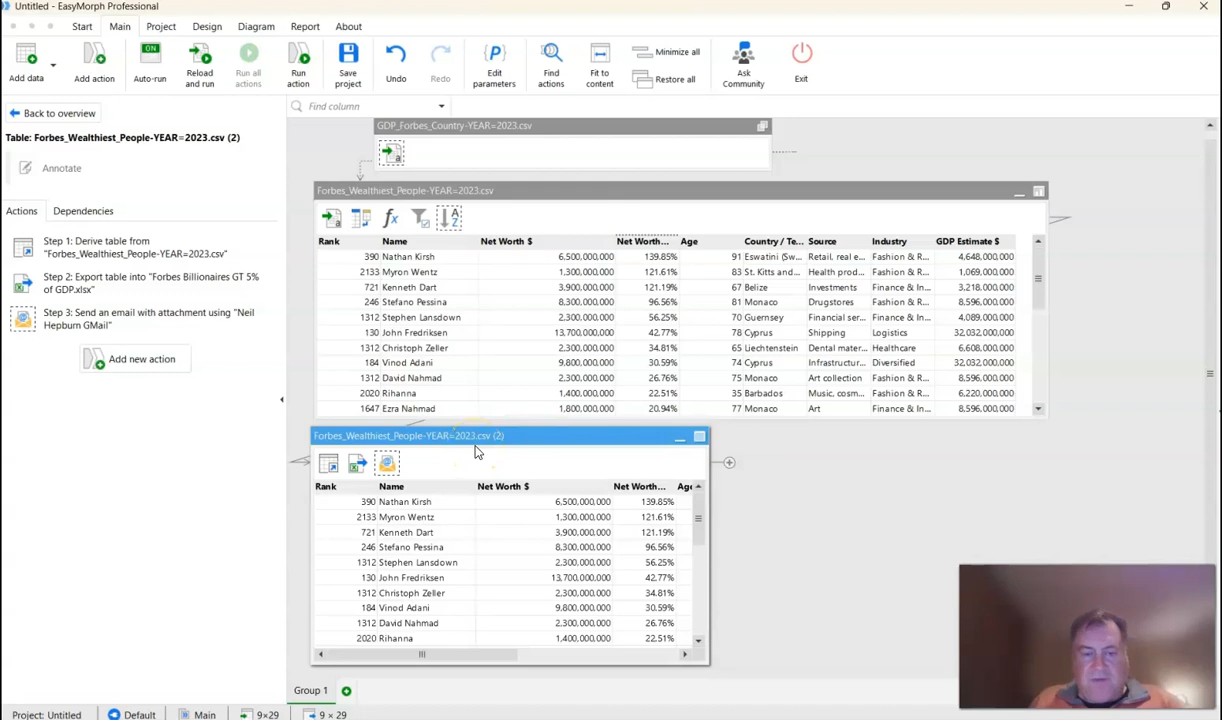 Untitled - EasyMorph Professional
Start Main Project Design Diagram Report About
Add data
Add action
ON
Auto-run
Reload and run
Run all actions
Run action
Save project
Undo
Redo
P
Edit parameters
Find actions
Fit to content
Minimize all
Restore all
Ask Community
Exit
Back to overview
Find column
Table: Forbes_Wealthiest_People-YEAR=2023.csv (2)
Annotate
Actions Dependencies
Step 1: Derive table from
"Forbes_Wealthiest_People-YEAR=2023.csv"
Step 2: Export table into "Forbes Billionaires GT 5%
of GDP.xlsx"
Step 3: Send an email with attachment using "Neil
Hepburn GMail"
Add new action
GDP_Forbes_Country-YEAR=2023.csv
Forbes_Wealthiest_People-YEAR=2023.csv
Rank Name Net Worth $ Net Worth... Age Country / Te... Source Industry GDP Estimate $
390 Nathan Kirsh 6,500,000,000 139.85% 91 Eswatini (Sw... Retail, real e... Fashion & R... 4,648,000,000
2133 Myron Wentz 1,300,000,000 121.61% 83 St. Kitts and... Health prod... Fashion & R... 1,069,000,000
721 Kenneth Dart 3,900,000,000 121.19% 67 Belize Investments Finance & In... 3,218,000,000
246 Stefano Pessina 8,300,000,000 96.56% 81 Monaco Drugstores Fashion & R... 8,596,000,000
1312 Stephen Lansdown 2,300,000,000 56.25% 70 Guernsey Financial ser... Finance & In... 4,089,000,000
130 John Fredriksen 13,700,000,000 42.77% 78 Cyprus Shipping Logistics 32,032,000,000
1312 Christoph Zeller 2,300,000,000 34.81% 65 Liechtenstein Dental mater... Healthcare 6,608,000,000
184 Vinod Adani 9,800,000,000 30.59% 74 Cyprus Infrastructur... Diversified 32,032,000,000
1312 David Nahmad 2,300,000,000 26.76% 75 Monaco Art collection Fashion & R... 8,596,000,000
2020 Rihanna 1,400,000,000 22.51% 35 Barbados Music, cosm... Fashion & R... 6,220,000,000
1647 Ezra Nahmad 1,800,000,000 20.94% 77 Monaco Art Finance & In... 8,596,000,000
Forbes_Wealthiest_People-YEAR=2023.csv (2)
Rank Name Net Worth $ Net Worth... Age
390 Nathan Kirsh 6,500,000,000 139.85%
2133 Myron Wentz 1,300,000,000 121.61%
721 Kenneth Dart 3,900,000,000 121.19%
246 Stefano Pessina 8,300,000,000 96.56%
1312 Stephen Lansdown 2,300,000,000 56.25%
130 John Fredriksen 13,700,000,000 42.77%
1312 Christoph Zeller 2,300,000,000 34.81%
184 Vinod Adani 9,800,000,000 30.59%
1312 David Nahmad 2,300,000,000 26.76%
2020 Rihanna 1,400,000,000 22.51%
Group 1
Project: Untitled Default Main 9×29 9 × 29